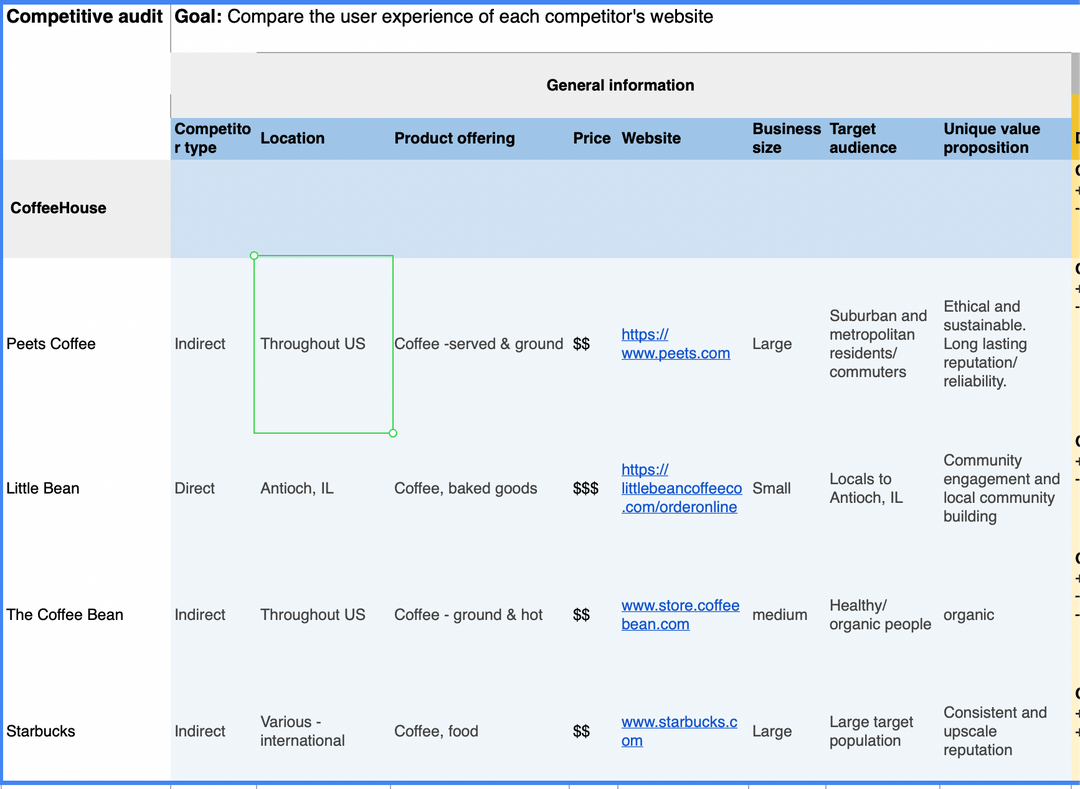 Competitive audit
Goal: Compare the user experience of each competitor's website
General information
Competito
r type
Location
Product offering
Price
Website
Business
size
Target
audience
Unique value
proposition
CoffeeHouse
Peets Coffee
Indirect
Throughout US
Coffee -served & ground
$$
https://
www.peets.com
Large
Suburban and
metropolitan
residents/
commuters
Ethical and
sustainable.
Long lasting
reputation/
reliability.
Little Bean
Direct
Antioch, IL
Coffee, baked goods
$$$
https://
littlebeancoffeeco
.com/orderonline
Small
Locals to
Antioch, IL
Community
engagement and
local community
building
The Coffee Bean
Indirect
Throughout US
Coffee - ground & hot
$$
www.store.coffee
bean.com
medium
Healthy/
organic people
organic
Starbucks
Indirect
Various -
international
Coffee, food
$$
www.starbucks.c
om
Large
Large target
population
Consistent and
upscale
reputation